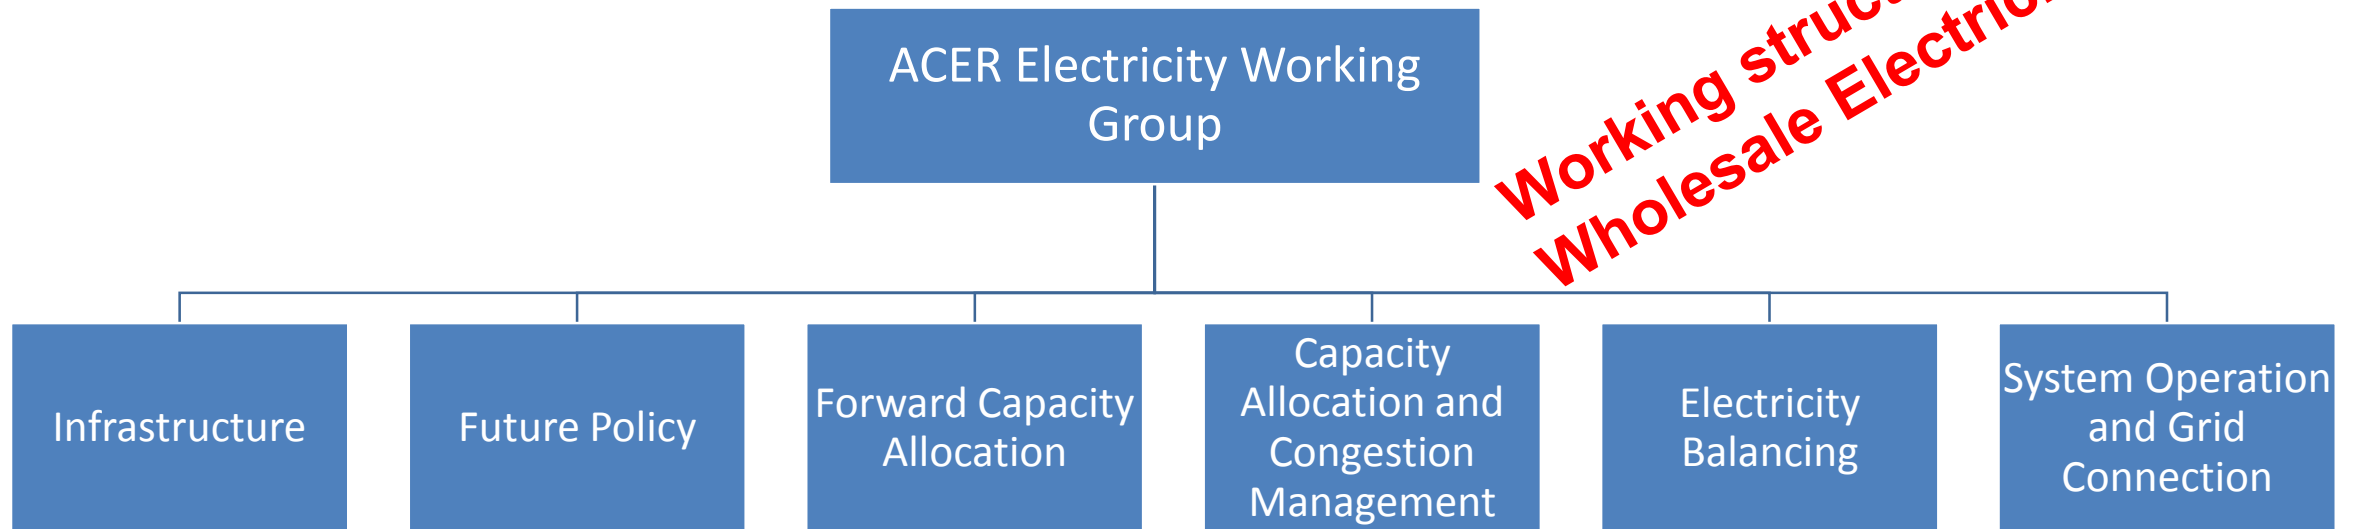 ACER Electricity Working
Group
Working
Wholesale
Infrastructure
Future Policy
Forward Capacity
Allocation
Capacity
Allocation and
Congestion
Management
Electricity
Balancing
System Operation
and Grid
Connection